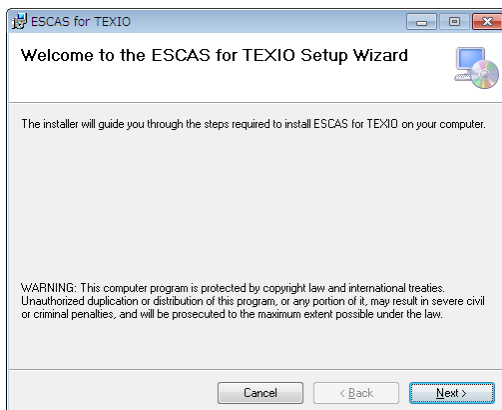 ESCAS for TEXIO
Welcome to the ESCAS for TEXIO Setup Wizard
The installer will guide you through the steps required to install ESCAS for TEXIO on your computer.
WARNING: This computer program is protected by copyright law and international treaties.
Unauthorized duplication or distribution of this program, or any portion of it, may result in severe civil
or criminal penalties, and will be prosecuted to the maximum extent possible under the law.
Cancel < Back Next >